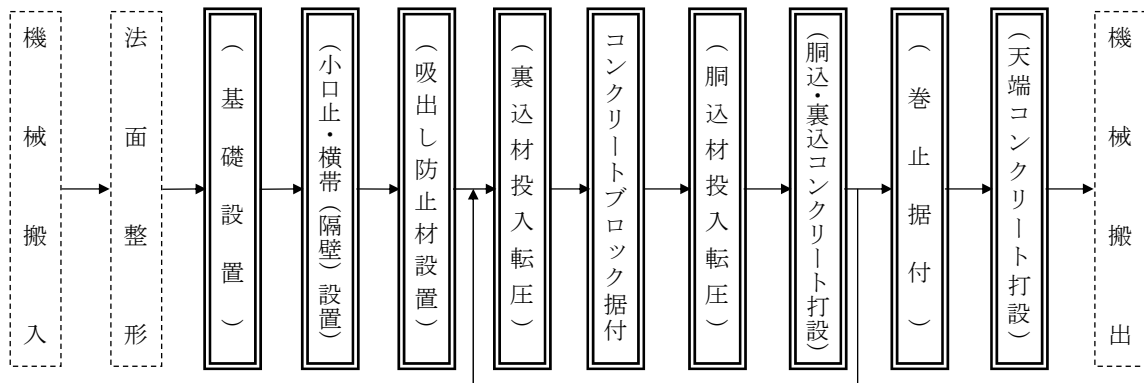 機械搬入
法面整形
(基礎設置)
(小口止・横帯(隔壁)設置)
(吸出し防止材設置)
(裏込材投入転圧)
コンクリートブロック据付
(胴込材投入転圧)
(胴込・裏込コンクリート打設)
(巻止据付)
(天端コンクリート打設)
機械搬出